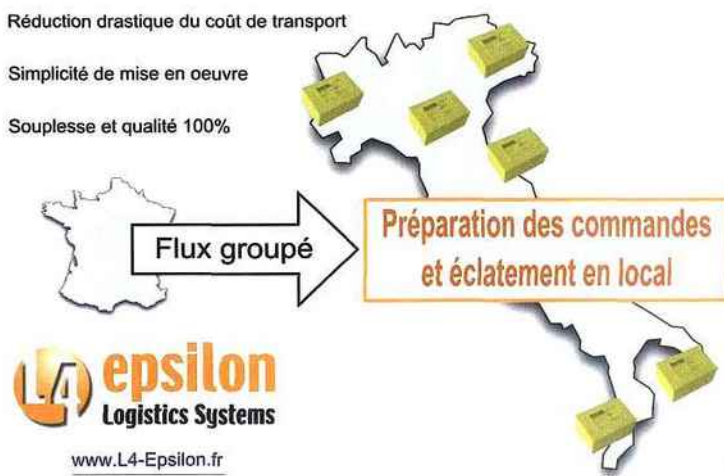 Réduction drastique du coût de transport
Simplicité de mise en oeuvre
Souplesse et qualité 100%
Flux groupé
Préparation des commandes
et éclatement en local
L4 epsilon
Logistics Systems
www.L4-Epsilon.fr